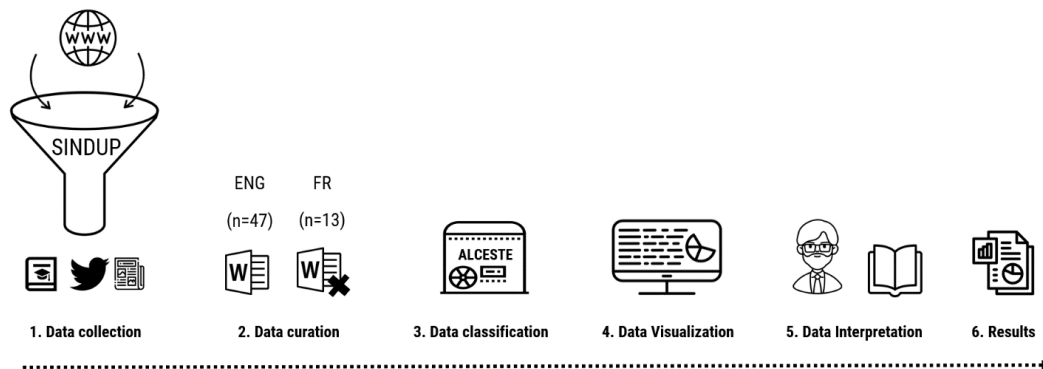 WWW
SINDUP
ENG
FR
(n=47)
(n=13)
W
W
ALCESTE
1. Data collection
2. Data curation
3. Data classification
4. Data Visualization
5. Data Interpretation
6. Results